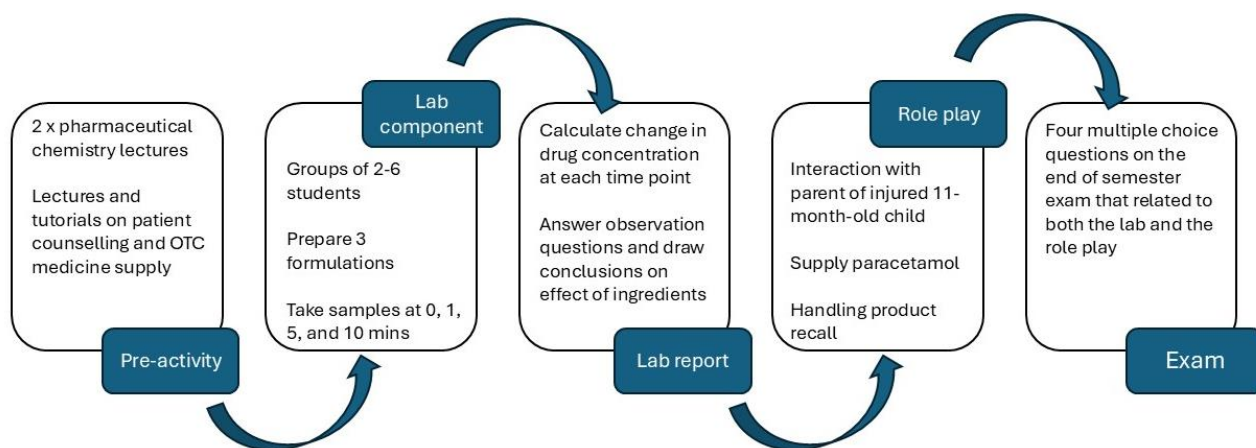 2 x pharmaceutical
chemistry lectures
Lectures and
tutorials on patient
counselling and OTC
medicine supply
Pre-activity
Lab
component
Groups of 2-6
students
Prepare 3
formulations
Take samples at 0, 1,
5, and 10 mins
Calculate change in
drug concentration
at each time point
Answer observation
questions and draw
conclusions on
effect of ingredients
Lab report
Role play
Interaction with
parent of injured 11-
month-old child
Supply paracetamol
Handling product
recall
Four multiple choice
questions on the
end of semester
exam that related to
both the lab and the
role play
Exam